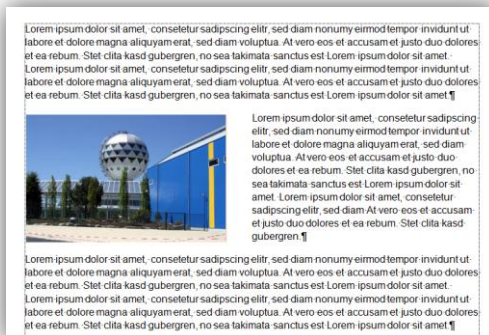 Lorem ipsum dolor sit amet, consetetur sadipscing elitr, sed diam nonumy eirmod tempor invidunt ut
labore et dolore magna aliquyam erat, sed diam voluptua. At vero eos et accusam et justo duo dolores
et ea rebum. Stet clita kasd gubergren, no sea takimata sanctus est Lorem ipsum dolor sit amet.
Lorem ipsum dolor sit amet, consetetur sadipscing elitr, sed diam nonumy eirmod tempor invidunt ut
labore et dolore magna aliquyam erat, sed diam voluptua. At vero eos et accusam et justo duo dolores
et ea rebum. Stet clita kasd gubergren, no sea takimata sanctus est Lorem ipsum dolor sit amet.¶
Lorem ipsum dolor sit amet, consetetur sadipscing
elitr, sed diam nonumy eirmod tempor invidunt ut
labore et dolore magna aliquyam erat, sed diam
voluptua. At vero eos et accusam et justo duo
dolores et ea rebum. Stet clita kasd gubergren, no
sea takimata sanctus est Lorem ipsum dolor sit
amet. Lorem ipsum dolor sit amet, consetetur
sadipscing elitr, sed diam At vero eos et accusam
et justo duo dolores et ea rebum. Stet clita kasd
gubergren.¶
Lorem ipsum dolor sit amet, consetetur sadipscing elitr, sed diam nonumy eirmod tempor invidunt ut
labore et dolore magna aliquyam erat, sed diam voluptua. At vero eos et accusam et justo duo dolores
et ea rebum. Stet clita kasd gubergren, no sea takimata sanctus est Lorem ipsum dolor sit amet.
Lorem ipsum dolor sit amet, consetetur sadipscing elitr, sed diam nonumy eirmod tempor invidunt ut
labore et dolore magna aliquyam erat, sed diam voluptua. At vero eos et accusam et justo duo dolores
et ea rebum. Stet clita kasd gubergren, no sea takimata sanctus est Lorem ipsum dolor sit amet.¶